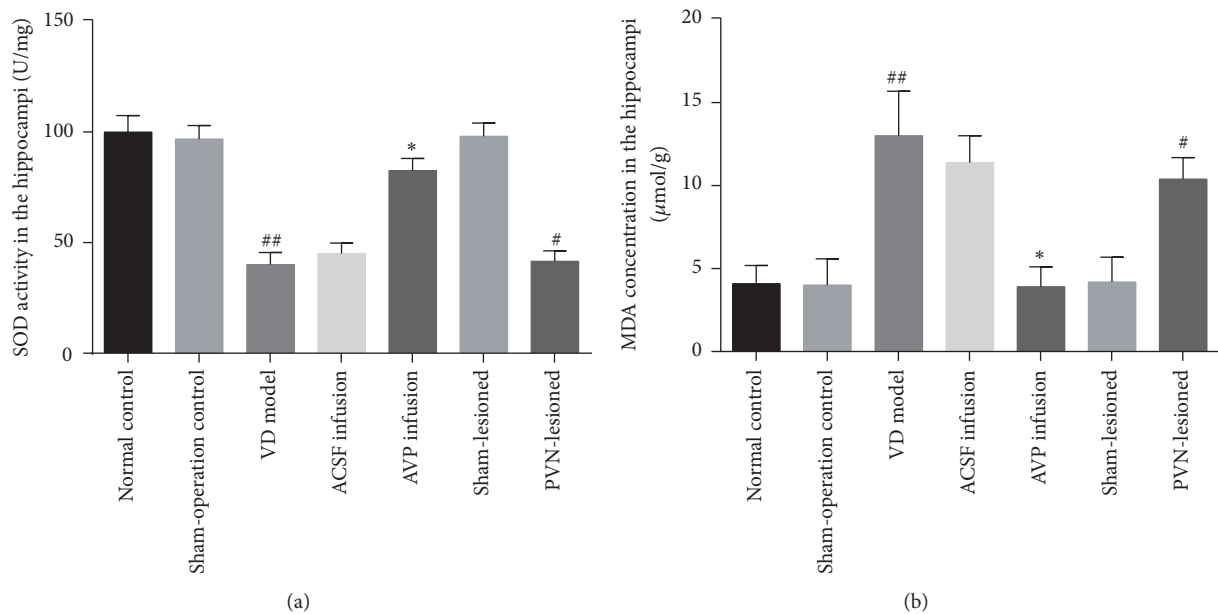 SOD activity in the hippocampi (U/mg)
150
100
50
0
##
*
#
Normal control
Sham-operation control
VD model
ACSF infusion
AVP infusion
Sham-lesioned
PVN-lesioned
(a)
MDA concentration in the hippocampi
(μmol/g)
20
15
10
5
0
##
*
#
Normal control
Sham-operation control
VD model
ACSF infusion
AVP infusion
Sham-lesioned
PVN-lesioned
(b)